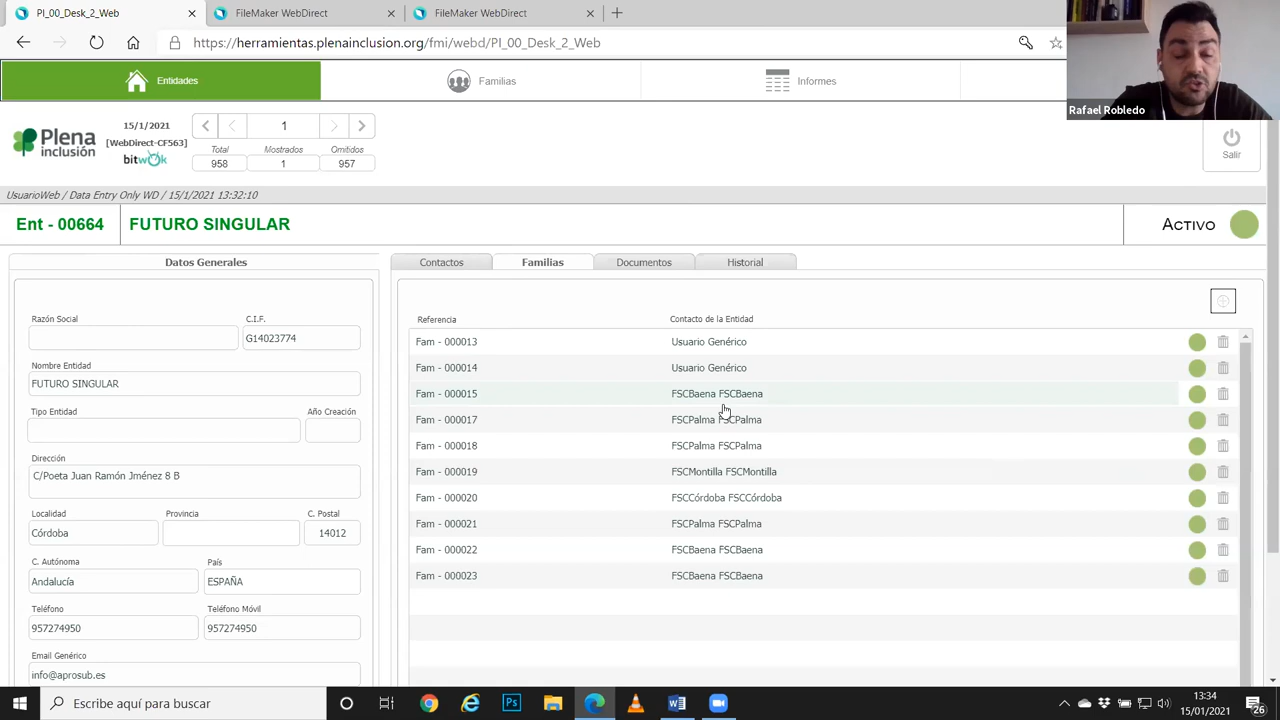 PI_00_Desk_2_Web
FileMaker WebDirect
FileMaker WebDirect
https://herramientas.plenainclusion.org/fmi/webd/PI_00_Desk_2_Web
Rafael Robledo
Entidades
Familias
Informes
Plena inclusión
15/1/2021
[WebDirect-CF563]
bitwok
1
Total
Mostrados
Omitidos
958
1
957
Salir
UsuarioWeb / Data Entry Only WD / 15/1/2021 13:32:10
Ent - 00664
FUTURO SINGULAR
Activo
Datos Generales
Contactos
Familias
Documentos
Historial
Razón Social
C.I.F.
G14023774
Nombre Entidad
FUTURO SINGULAR
Tipo Entidad
Año Creación
Dirección
C/Poeta Juan Ramón Jménez 8 B
Localidad
Provincia
C. Postal
Córdoba
14012
C. Autónoma
País
Andalucía
ESPAÑA
Teléfono
Teléfono Móvil
957274950
957274950
Email Genérico
info@aprosub.es
Referencia
Contacto de la Entidad
Fam - 000013
Usuario Genérico
Fam - 000014
Usuario Genérico
Fam - 000015
FSCBaena FSCBaena
Fam - 000017
FSCPalma FSCPalma
Fam - 000018
FSCPalma FSCPalma
Fam - 000019
FSCMontilla FSCMontilla
Fam - 000020
FSCCórdoba FSCCórdoba
Fam - 000021
FSCPalma FSCPalma
Fam - 000022
FSCBaena FSCBaena
Fam - 000023
FSCBaena FSCBaena
Escribe aquí para buscar
13:34
15/01/2021
26